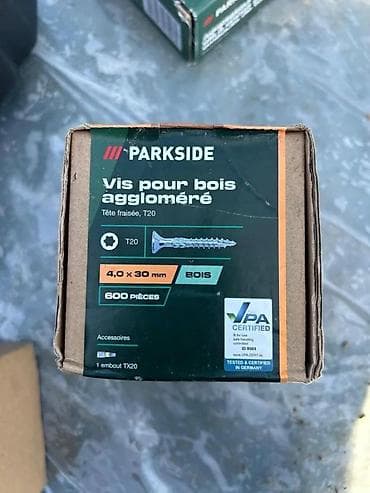 PARKSIDE
PARKSIDE
Vis pour bois
aggloméré
Tête fraisée, T20
T20
4,0 x 30 mm
BOIS
600 PIÈCES
Accessoires
1 embout TX20
VPA
CERTIFIED
TESTED & CERTIFIED
IN GERMANY